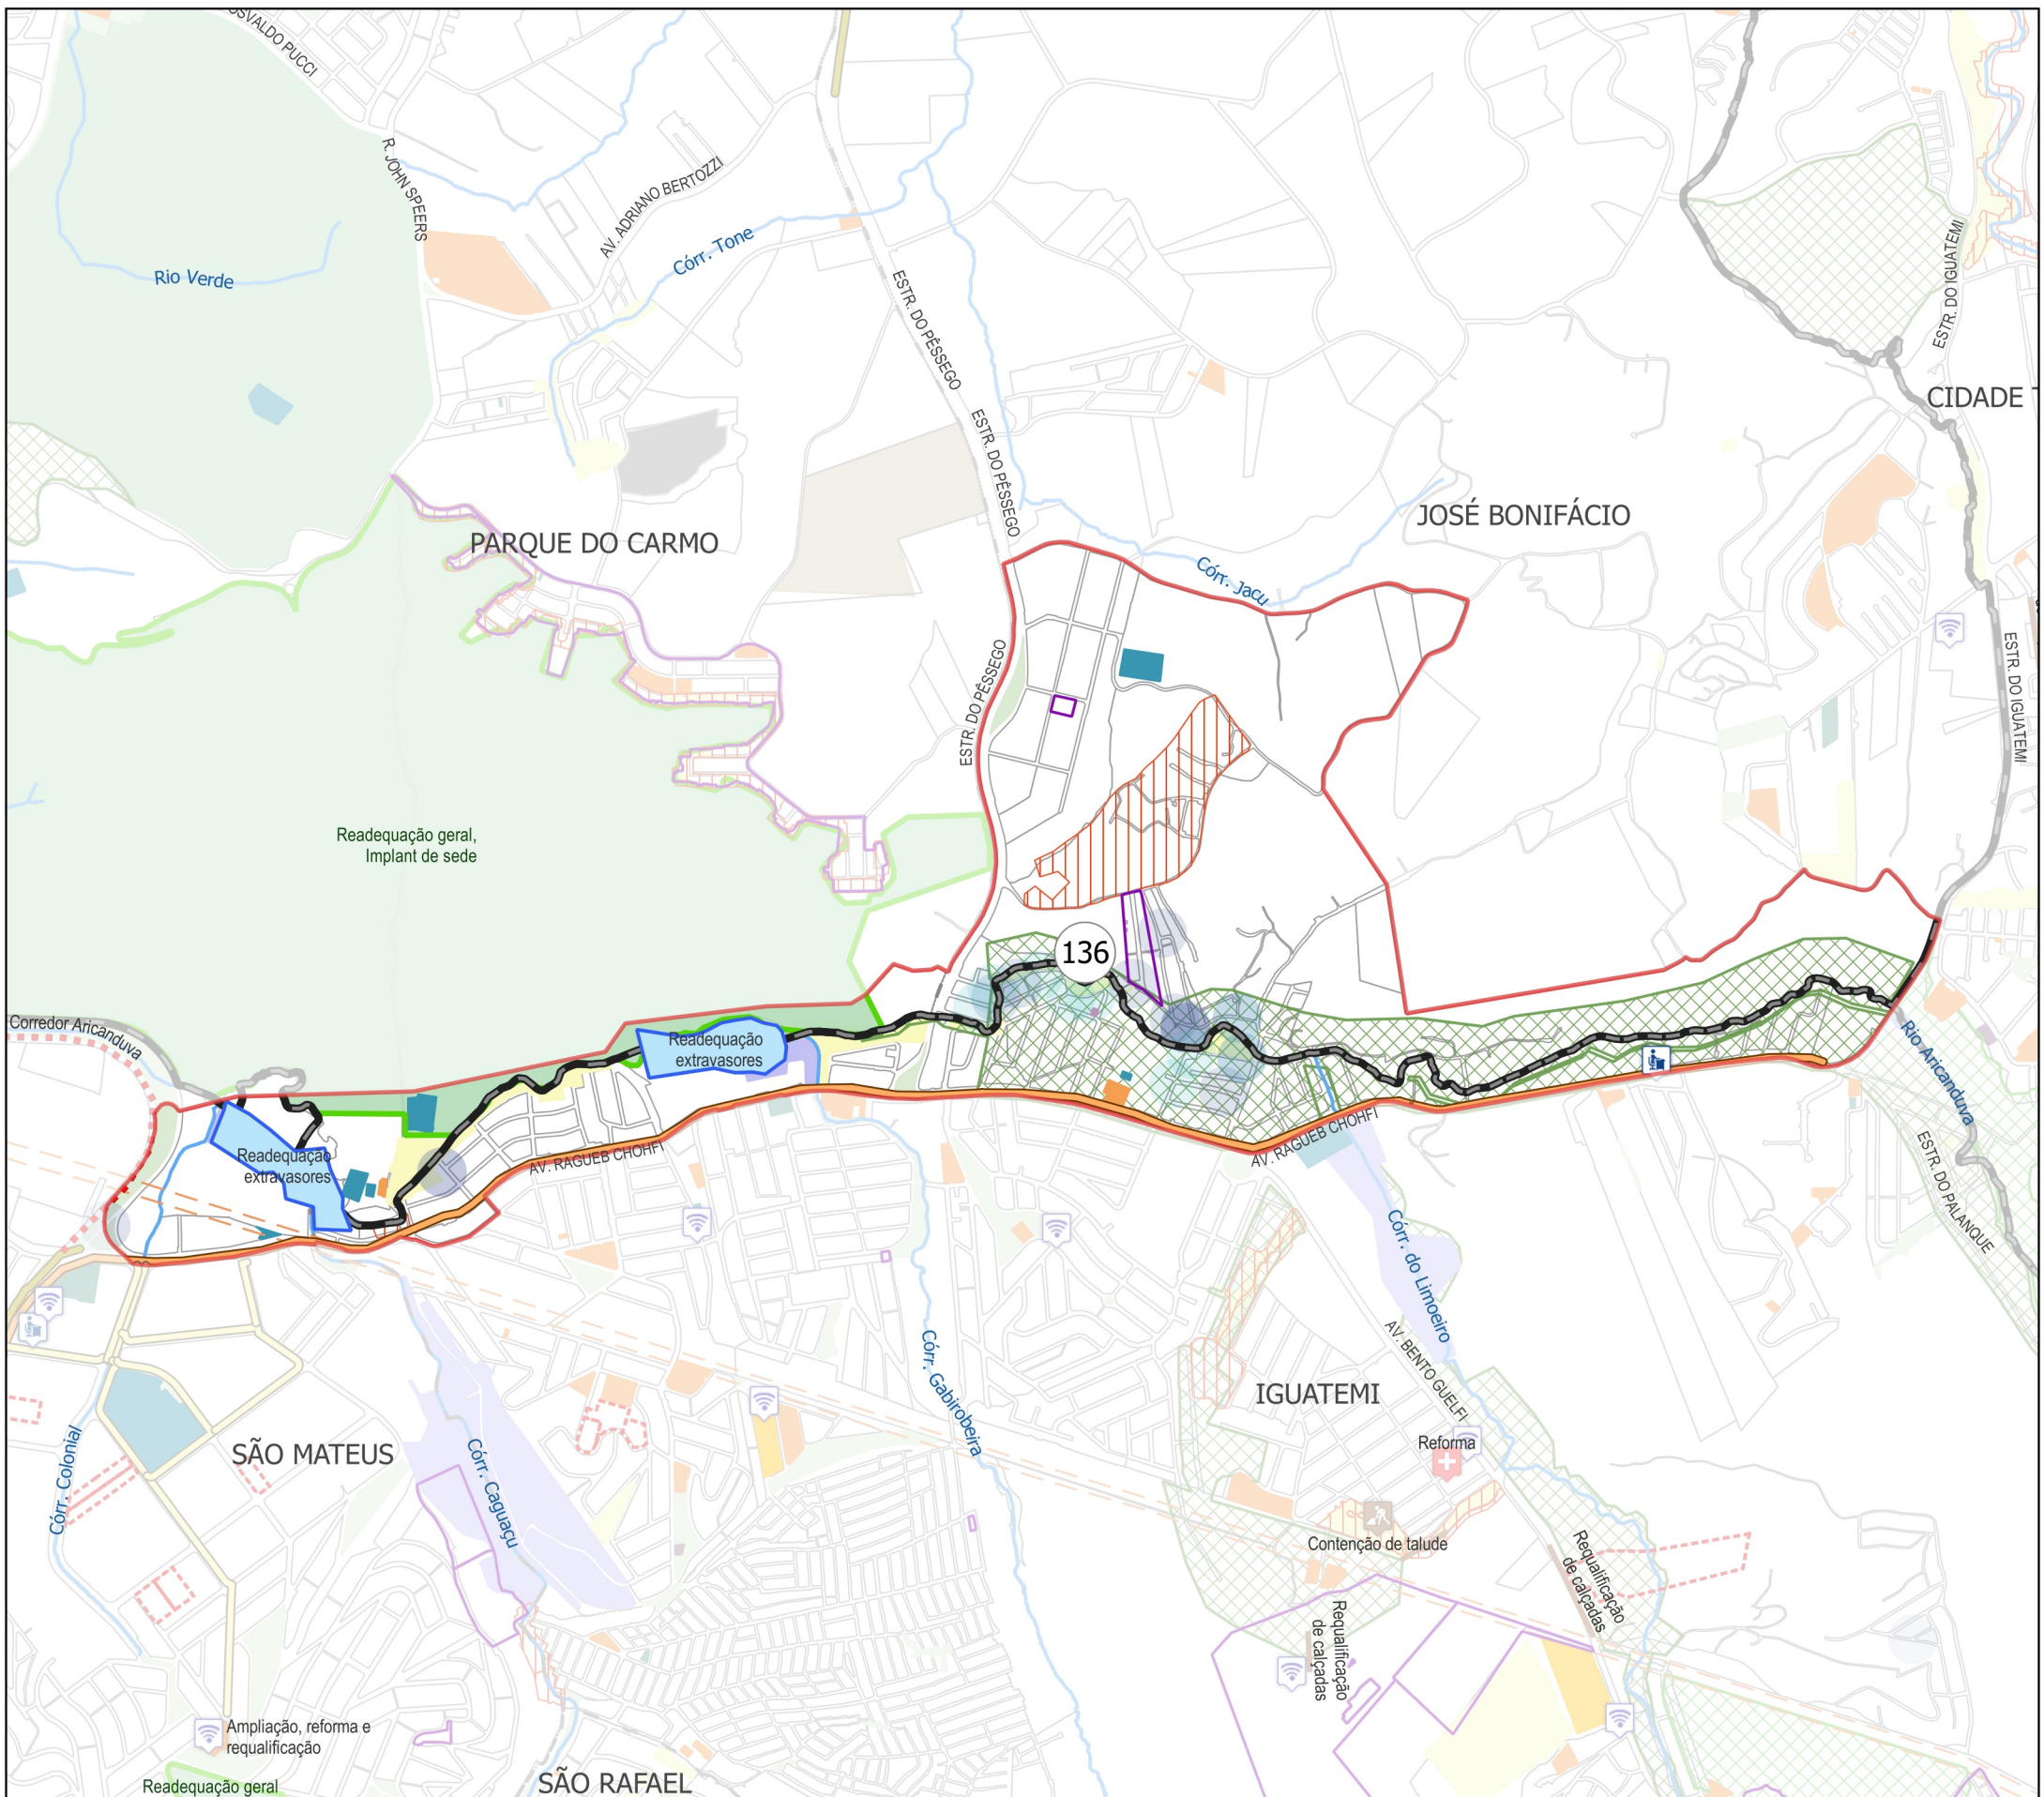 OSVALDO PUCCI
R. JOHN SPEERS
AV. ADRIANO BERTOZZI
Córr. Tone
Rio Verde
ESTR. DO PÊSSEGO
ESTR. DO IGUATEMI
CIDADE
ESTR. DO PÊSSEGO
JOSÉ BONIFÁCIO
PARQUE DO CARMO
Córr. Jacu
ESTR. DO PÊSSEGO
ESTR. DO IGUATEMI
Readequação geral,
Implant de sede
136
Corredor Aricanduva
Readequação
extravasores
Rio Aricanduva
Readequação
extravasores
AV. RAGUEB CHOHFI
AV. RAGUEB CHOHFI
ESTR. DO PALANQUE
Córr. do Limoeiro
Córr. Gabirobeira
AV. BENTO GUELFI
IGUATEMI
SÃO MATEUS
Córr. Colonial
Córr. Caguaçu
Reforma
Contenção de talude
Requalificação
de calçadas
Requalificação
de calçadas
Ampliação, reforma e
requalificação
Readequação geral
SÃO RAFAEL